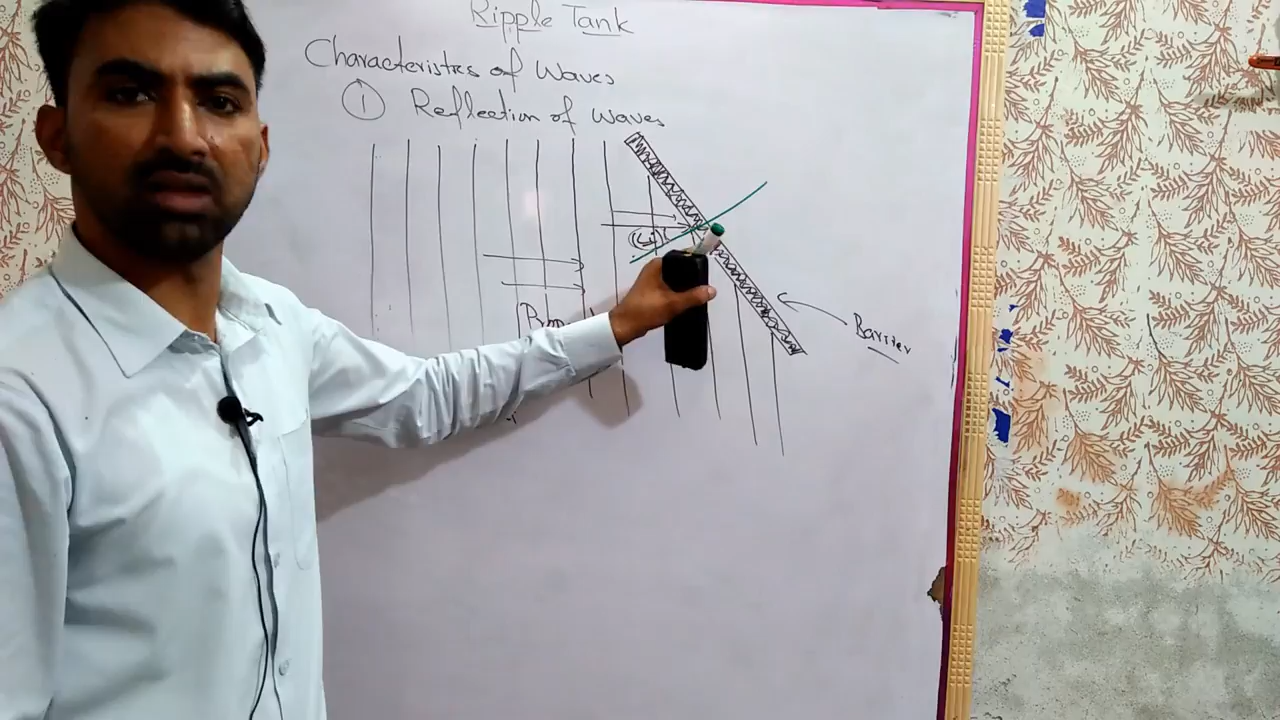 Ripple Tank
Characteristics of Waves
① Reflection of waves
(∠i)
Barrier